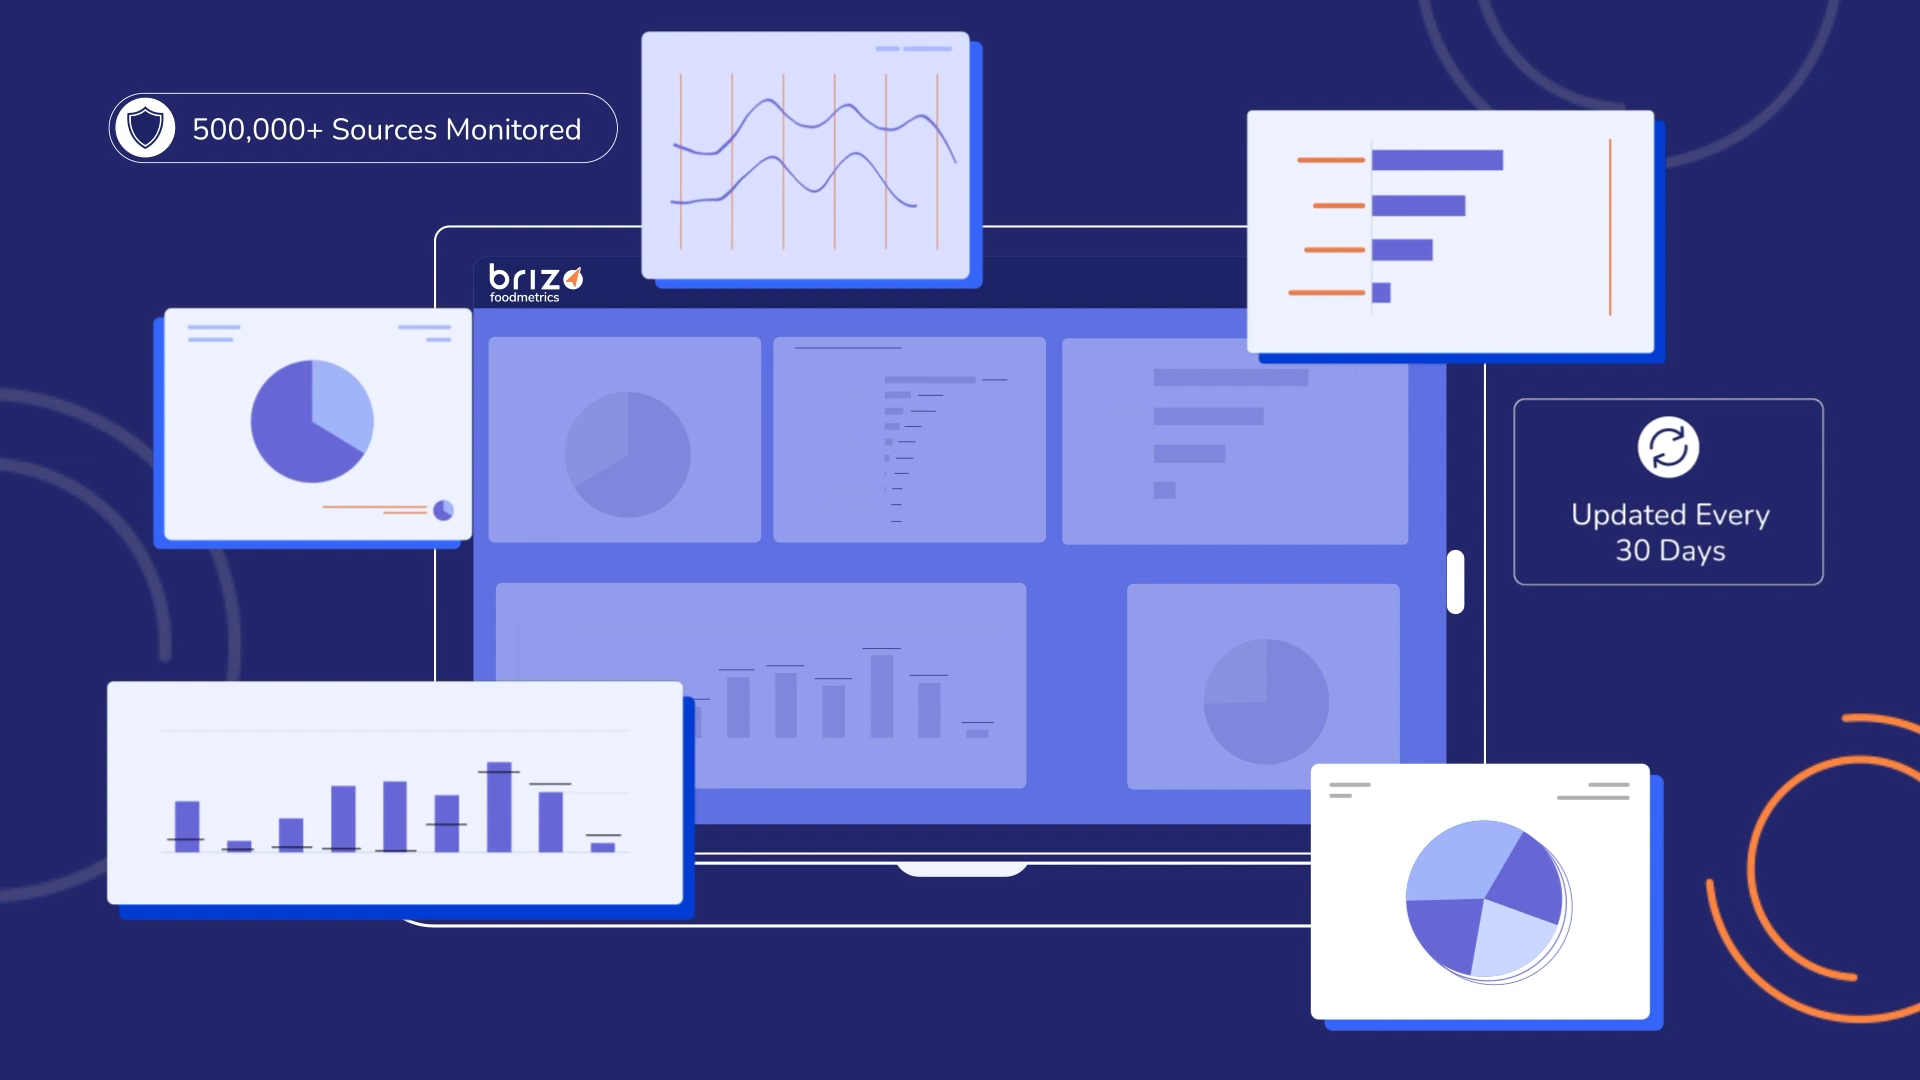 500,000+ Sources Monitored
brizo
foodmetrics
Updated Every
30 Days